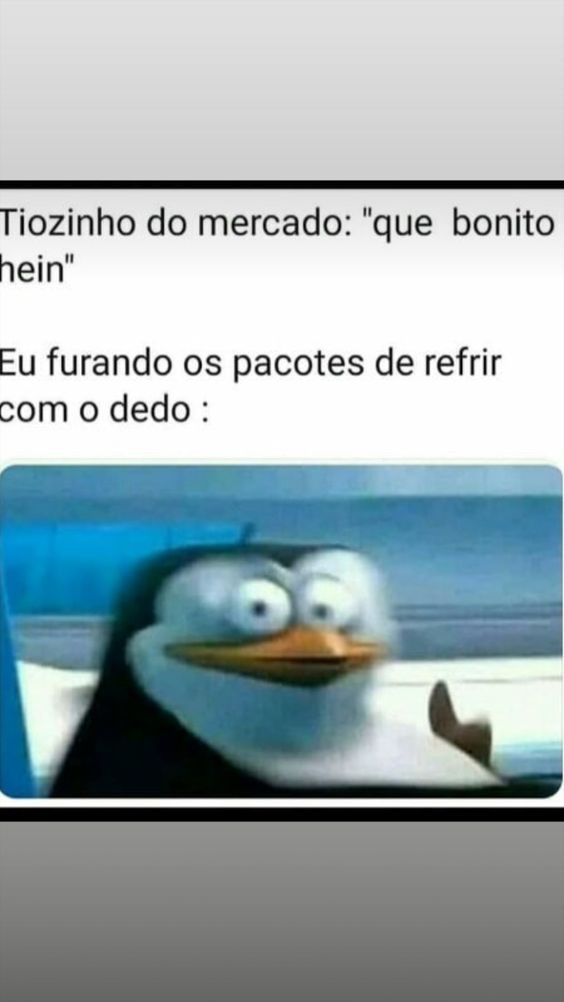 Tiozinho do mercado: "que bonito
hein"
Eu furando os pacotes de refrir
com o dedo :